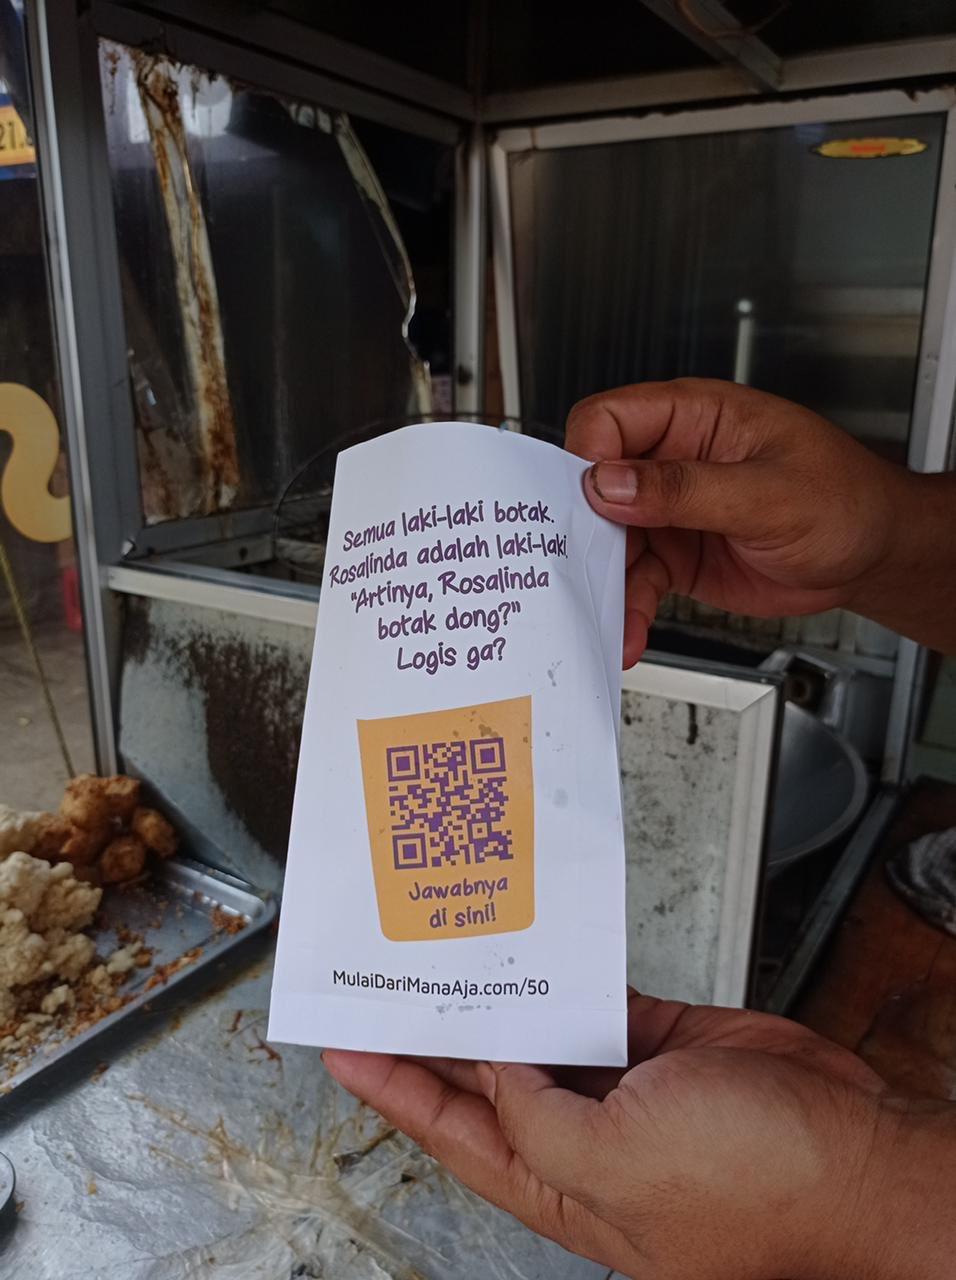 21.
Semua laki-laki botak.
Rosalinda adalah laki-laki.
"Artinya, Rosalinda
botak dong?"
Logis ga?
Jawabnya
di sini!
MulaiDariManaAja.com/50